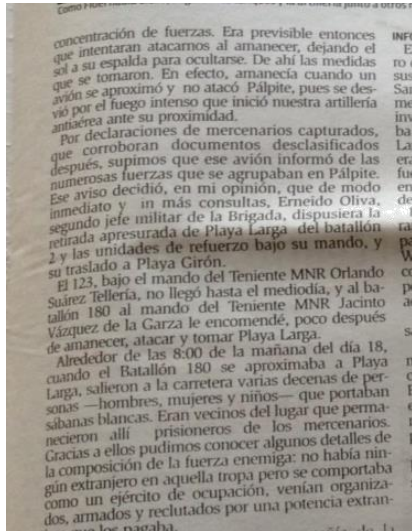 Como Fidel
junto a otros
concentración de fuerzas. Era previsible entonces
que intentaran atacarnos al amanecer, dejando el
sol a su espalda para ocultarse. De ahí las medidas
que se tomaron. En efecto, amanecía cuando un
avión se aproximó y no atacó Pálpite, pues se des-
vió por el fuego intenso que inició nuestra artillería
antiaérea ante su proximidad.
Por declaraciones de mercenarios capturados,
que corroboran documentos desclasificados
después, supimos que ese avión informó de las
numerosas fuerzas que se agrupaban en Pálpite.
Ese aviso decidió, en mi opinión, que de modo
inmediato y in más consultas, Erneido Oliva,
segundo jefe militar de la Brigada, dispusiera la
retirada apresurada de Playa Larga del batallón
2 y las unidades de refuerzo bajo su mando, y
su traslado a Playa Girón.
El 123, bajo el mando del Teniente MNR Orlando
Suárez Tellería, no llegó hasta el mediodía, y al ba-
tallón 180 al mando del Teniente MNR Jacinto
Vázquez de la Garza le encomendé, poco después
de amanecer, atacar y tomar Playa Larga.
Alrededor de las 8:00 de la mañana del día 18,
cuando el Batallón 180 se aproximaba a Playa
Larga, salieron a la carretera varias decenas de per-
sonas —hombres, mujeres y niños— que portaban
sábanas blancas. Eran vecinos del lugar que perma-
necieron allí prisioneros de los mercenarios.
Gracias a ellos pudimos conocer algunos detalles de
la composición de la fuerza enemiga: no había nin-
gún extranjero en aquella tropa pero se comportaba
como un ejército de ocupación, venían organiza-
dos, armados y reclutados por una potencia extran-
los pagaba.